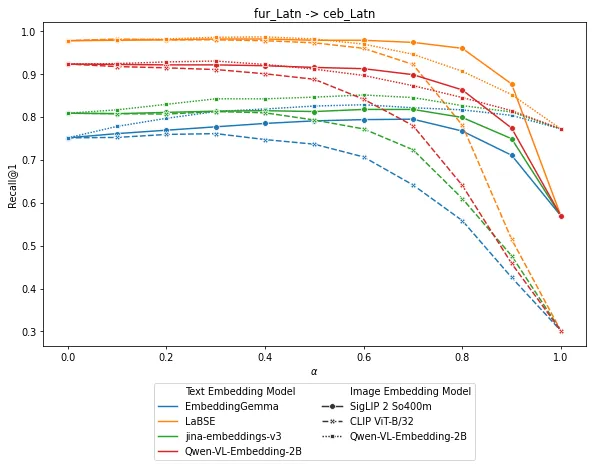 fur_Latn -> ceb_Latn
Recall@1
1.0
0.9
0.8
0.7
0.6
0.5
0.4
0.3
0.0 0.2 0.4 0.6 0.8 1.0
α
Text Embedding Model
EmbeddingGemma
LaBSE
jina-embeddings-v3
Qwen-VL-Embedding-2B
Image Embedding Model
SigLIP 2 So400m
CLIP ViT-B/32
Qwen-VL-Embedding-2B